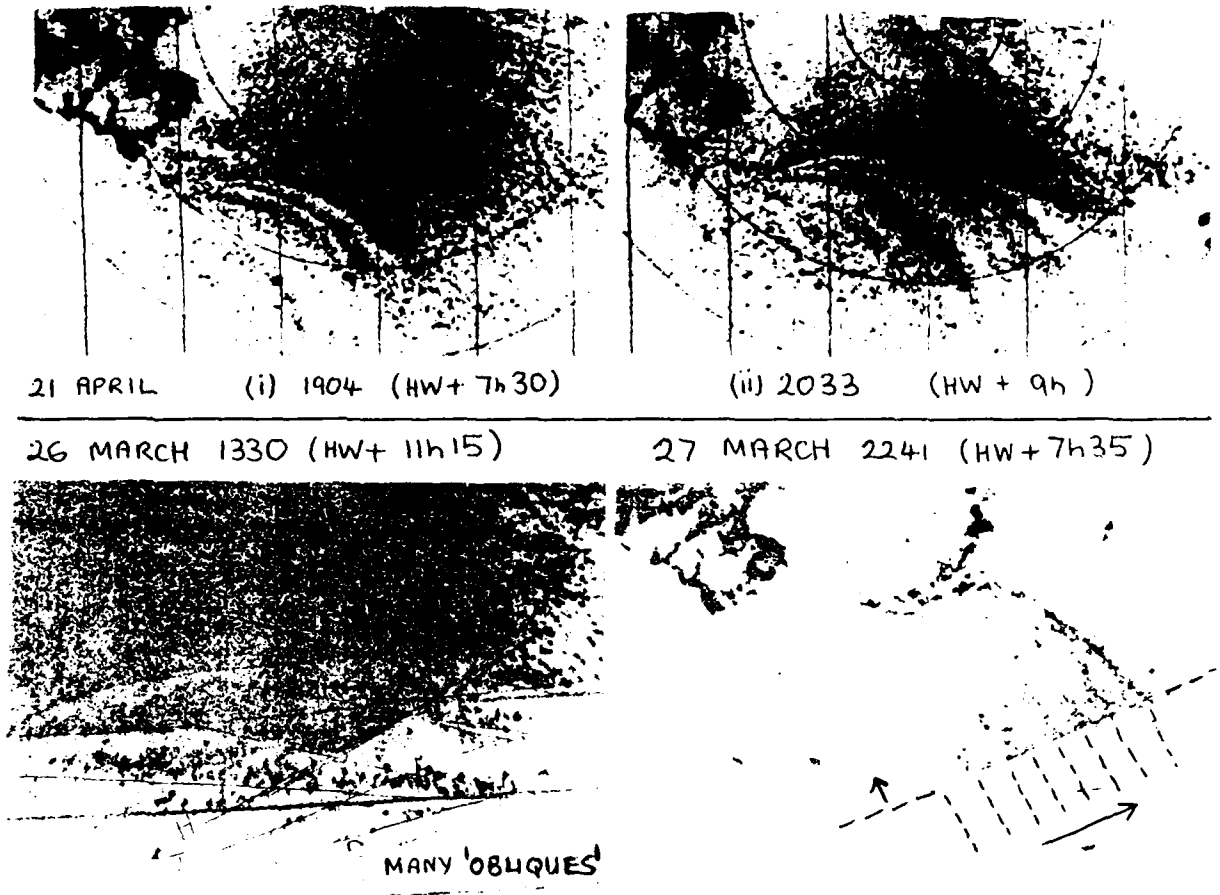 21 APRIL (i) 1904 (HW+ 7h30) (ii) 2033 (HW + 9h )
26 MARCH 1330 (HW+ 11h15) 27 MARCH 2241 (HW+7h35)
MANY 'OBLIQUES'